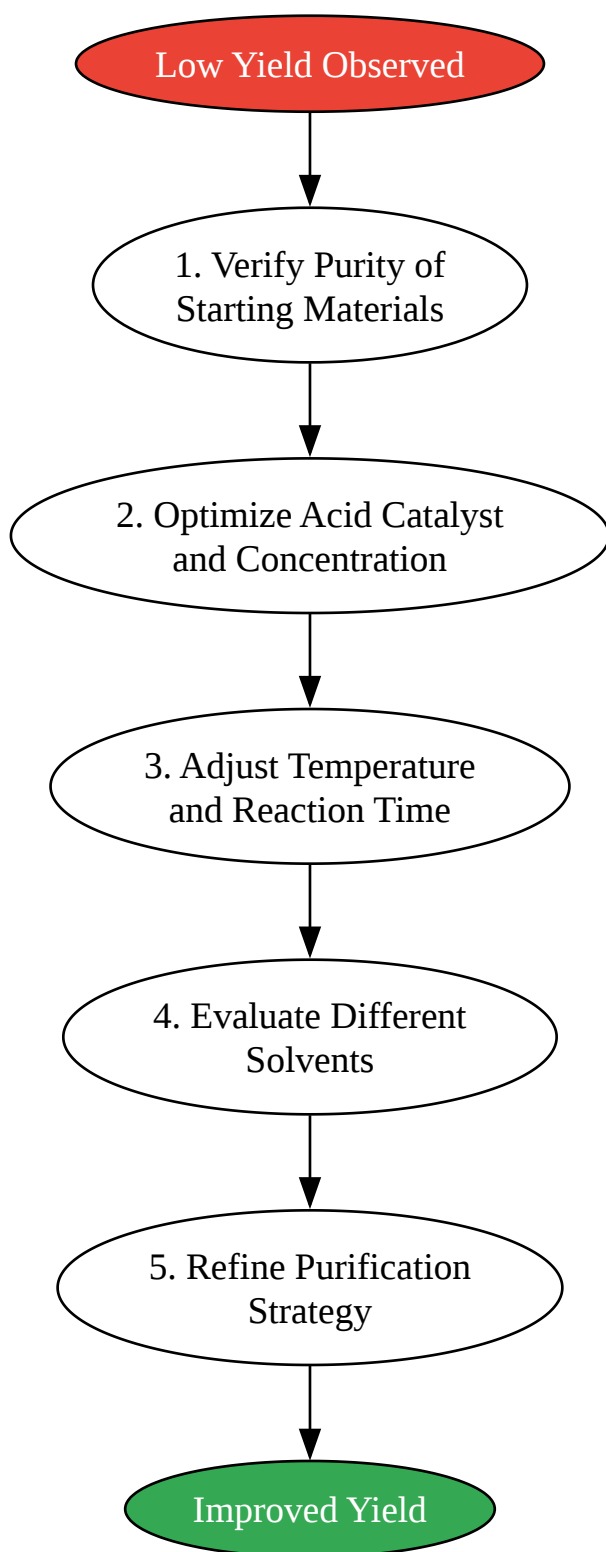 Low Yield Observed
1. Verify Purity of
Starting Materials
2. Optimize Acid Catalyst
and Concentration
3. Adjust Temperature
and Reaction Time
4. Evaluate Different
Solvents
5. Refine Purification
Strategy
Improved Yield